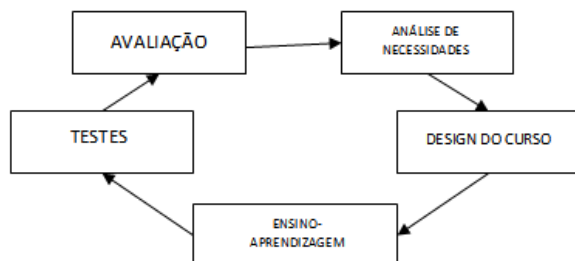 AVALIAÇÃO
ANÁLISE DE
NECESSIDADES
TESTES
DESIGN DO CURSO
ENSINO-
APRENDIZAGEM